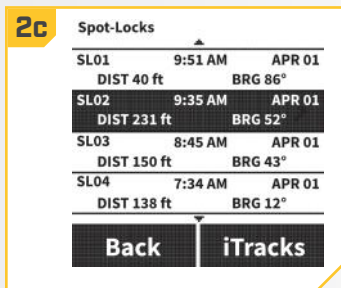 2c
Spot-Locks
SL01 9:51 AM APR 01
DIST 40 ft BRG 86°
SL02 9:35 AM APR 01
DIST 231 ft BRG 52°
SL03 8:45 AM APR 01
DIST 150 ft BRG 43°
SL04 7:34 AM APR 01
DIST 138 ft BRG 12°
Back iTracks